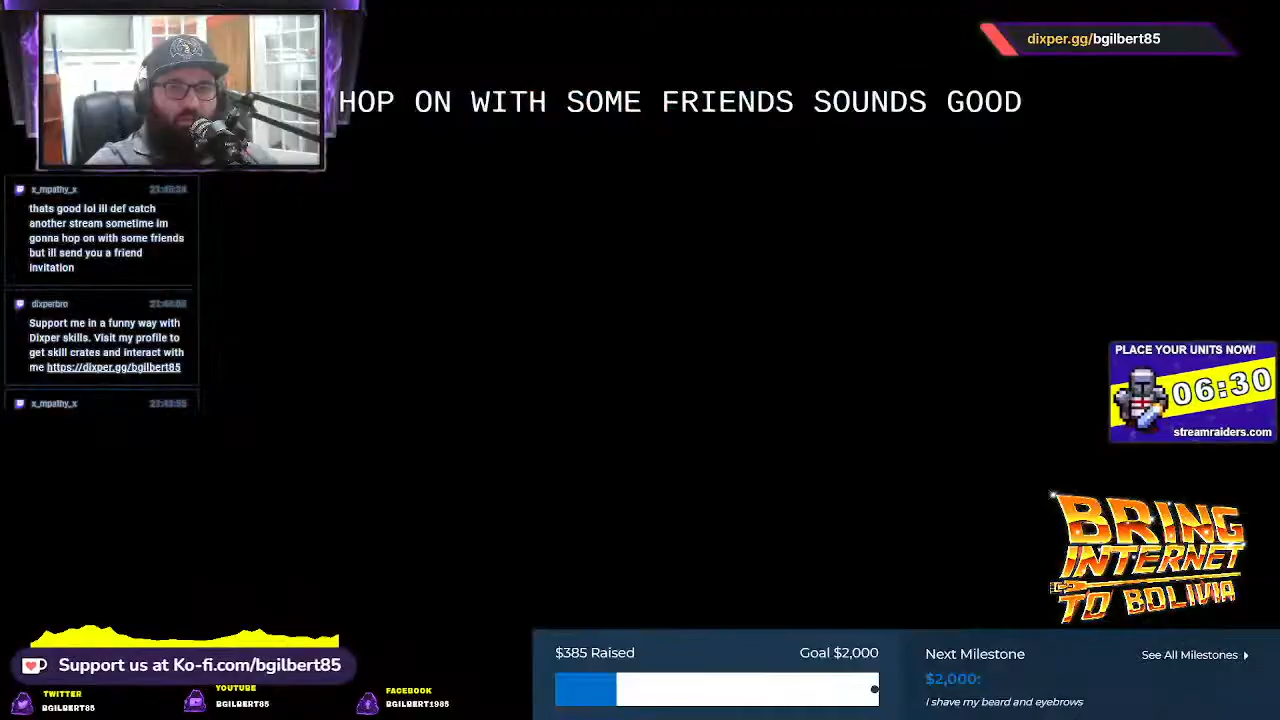 dixper.gg/bgilbert85
HOP ON WITH SOME FRIENDS SOUNDS GOOD
x_mpathy_x
thats good lol ill def catch
another stream sometime im
gonna hop on with some friends
but ill send you a friend
invitation
dixperbro
Support me in a funny way with
Dixper skills. Visit my profile to
get skill crates and interact with
me https://dixper.gg/bgilbert85
x_mpathy_x
PLACE YOUR UNITS NOW!
06:30
streamraiders.com
BRING
INTERNET
TO BOLIVIA
Support us at Ko-fi.com/bgilbert85
TWITTER
BGILBERT85
YOUTUBE
BGILBERT85
FACEBOOK
BGILBERT1985
$385 Raised
Goal $2,000
Next Milestone
See All Milestones
$2,000:
I shave my beard and eyebrows